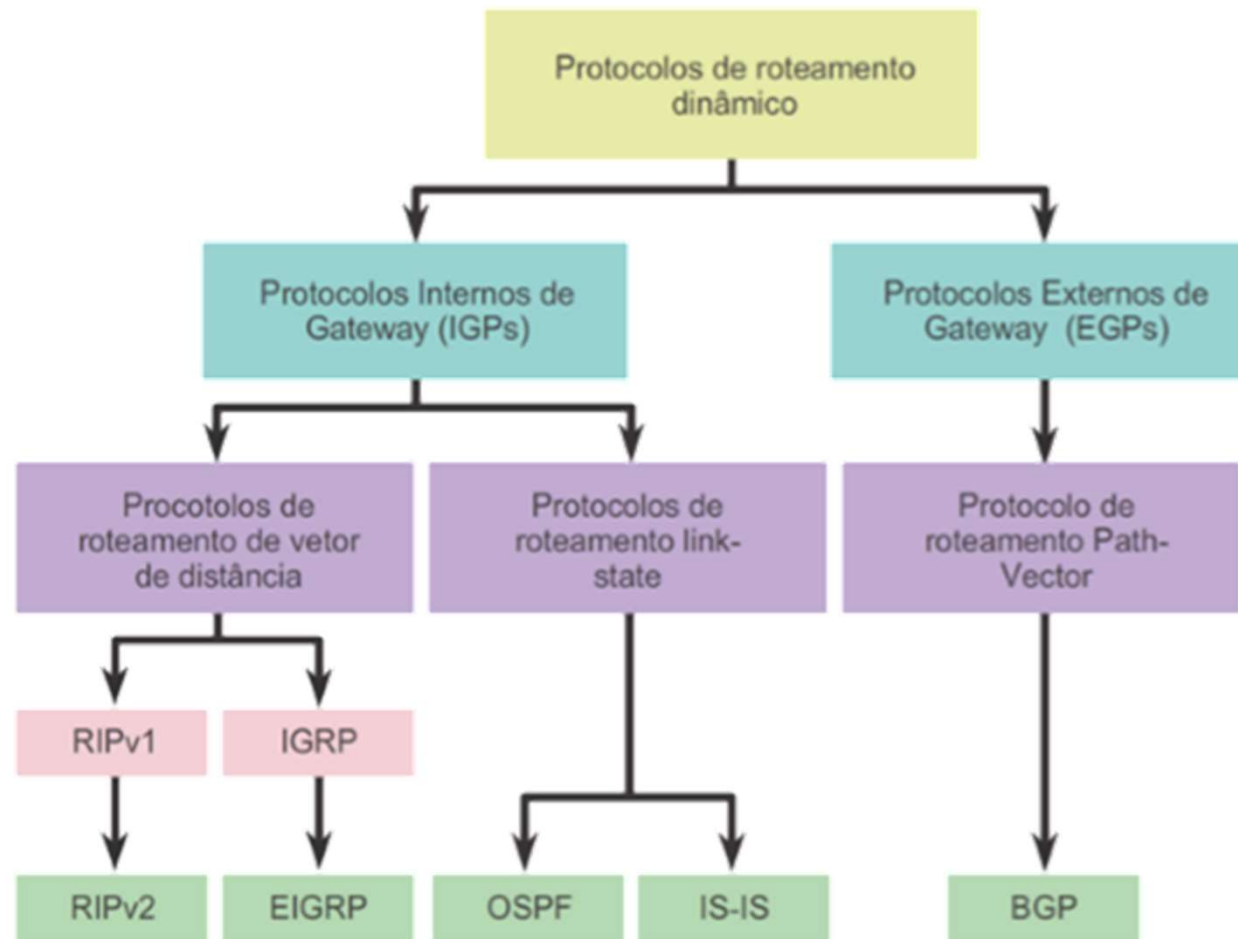 Protocolos de roteamento
dinâmico
Protocolos Internos de
Gateway (IGPs)
Protocolos Externos de
Gateway (EGPs)
Procotolos de
roteamento de vetor
de distância
Protocolos de
roteamento link-
state
Protocolo de
roteamento Path-
Vector
RIPv1
IGRP
RIPv2
EIGRP
OSPF
IS-IS
BGP